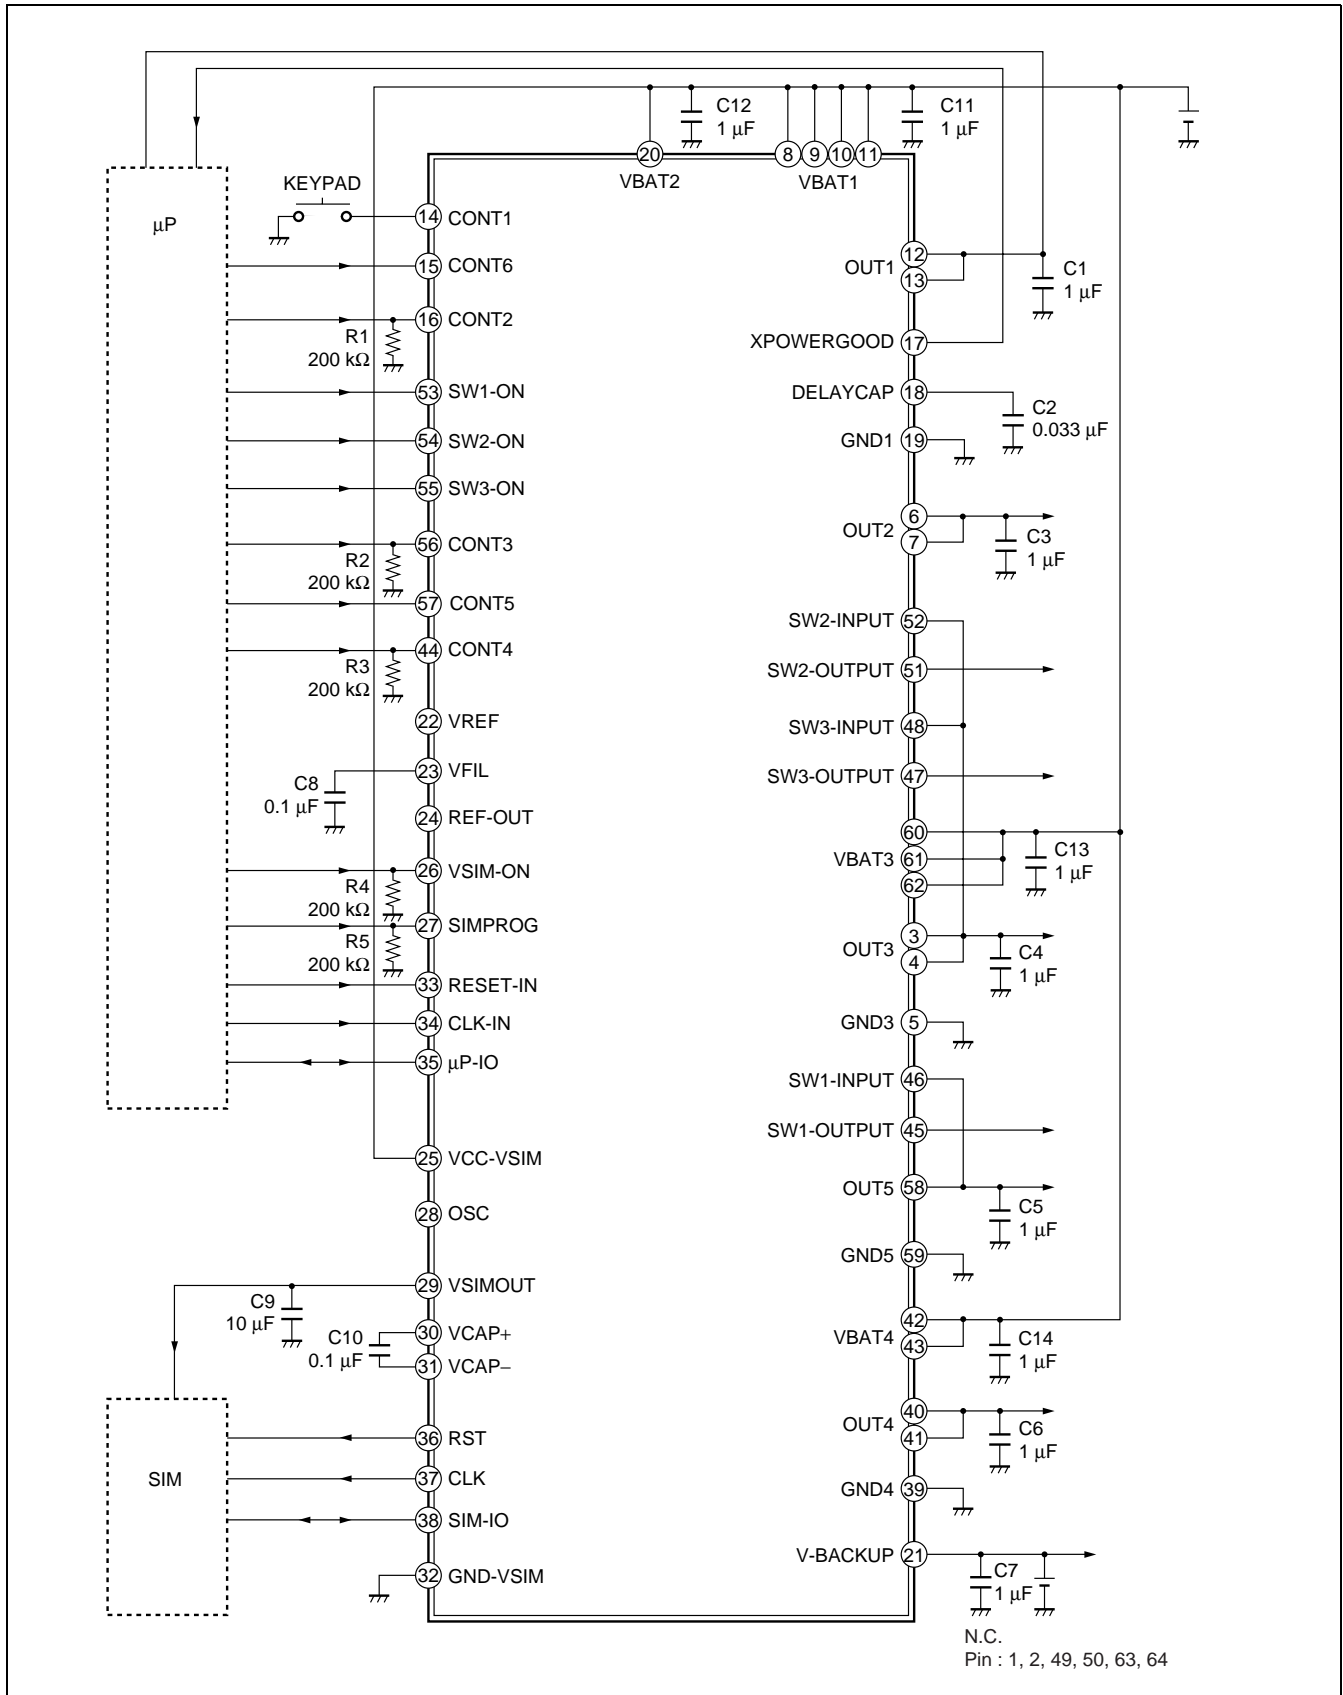 C12
1 µF
C11
1 µF
20
8
9
10
11
VBAT2
VBAT1
µP
KEYPAD
14
CONT1
15
CONT6
16
CONT2
R1
200 kΩ
53
SW1-ON
54
SW2-ON
55
SW3-ON
56
CONT3
R2
200 kΩ
57
CONT5
44
CONT4
R3
200 kΩ
22
VREF
23
VFIL
C8
0.1 µF
24
REF-OUT
26
VSIM-ON
R4
200 kΩ
27
SIMPROG
R5
200 kΩ
33
RESET-IN
34
CLK-IN
35
µP-IO
25
VCC-VSIM
28
OSC
29
VSIMOUT
C9
10 µF
30
VCAP+
C10
0.1 µF
31
VCAP−
SIM
36
RST
37
CLK
38
SIM-IO
32
GND-VSIM
OUT1
12
13
C1
1 µF
XPOWERGOOD
17
DELAYCAP
18
C2
0.033 µF
GND1
19
OUT2
6
7
C3
1 µF
SW2-INPUT
52
SW2-OUTPUT
51
SW3-INPUT
48
SW3-OUTPUT
47
VBAT3
60
61
62
C13
1 µF
OUT3
3
4
C4
1 µF
GND3
5
SW1-INPUT
46
SW1-OUTPUT
45
OUT5
58
C5
1 µF
GND5
59
VBAT4
42
43
C14
1 µF
OUT4
40
41
C6
1 µF
GND4
39
V-BACKUP
21
C7
1 µF
N.C.
Pin : 1, 2, 49, 50, 63, 64